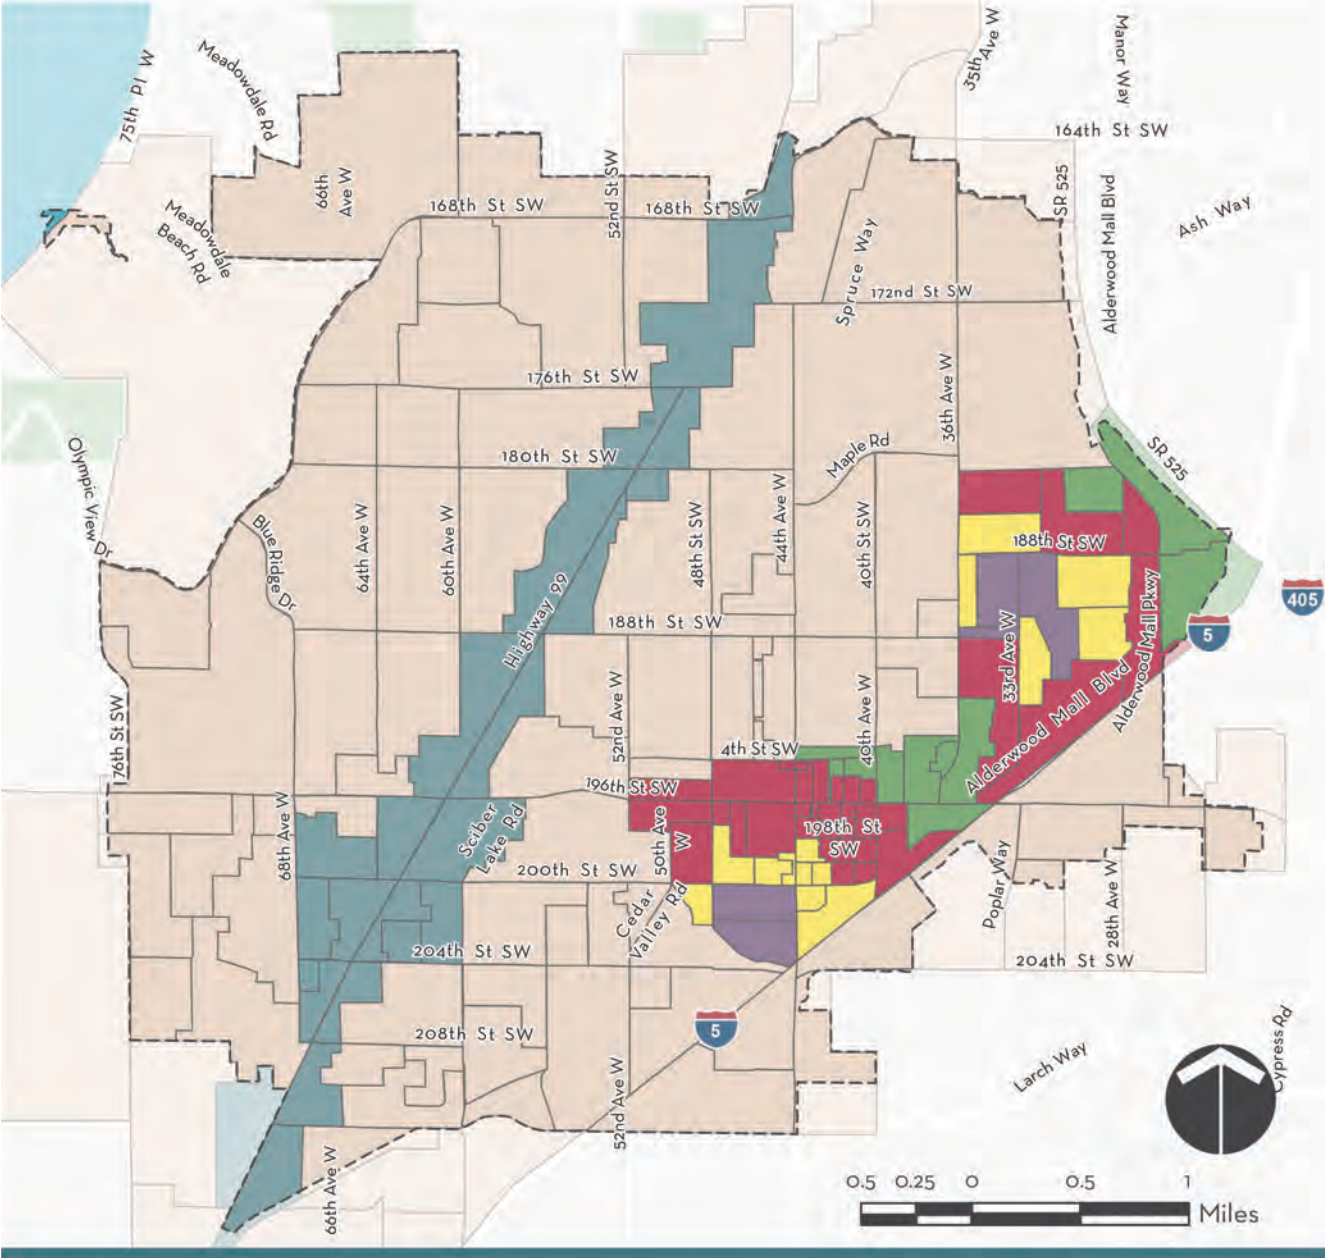 75th Pl W
Meadowdale Rd
35th Ave W
Manor Way
164th St SW
66th
Ave W
52nd St SW
168th St SW
168th St SW
SR 525
Alderwood Mall Blvd
Ash Way
Meadowdale
Beach Rd
Spruce Way
172nd St SW
176th St SW
36th Ave W
Maple Rd
180th St SW
SR 525
Olympic View Dr
Blue Ridge Dr
64th Ave W
60th Ave W
48th St SW
44th Ave W
40th St SW
188th St SW
Highway 99
188th St SW
33rd Ave W
Alderwood Mall Pkwy
405
5
76th St SW
52nd Ave W
40th Ave W
4th St SW
Alderwood Mall Blvd
Alderwood Mall Pkwy
196th St SW
68th Ave W
Sciber
Lake Rd
50th Ave
W
198th St
SW
200th St SW
Cedar
Valley Rd
Poplar Way
28th Ave W
204th St SW
204th St SW
208th St SW
5
52nd Ave W
Larch Way
Cypress Rd
66th Ave W
0.5 0.25 0 0.5 1
Miles